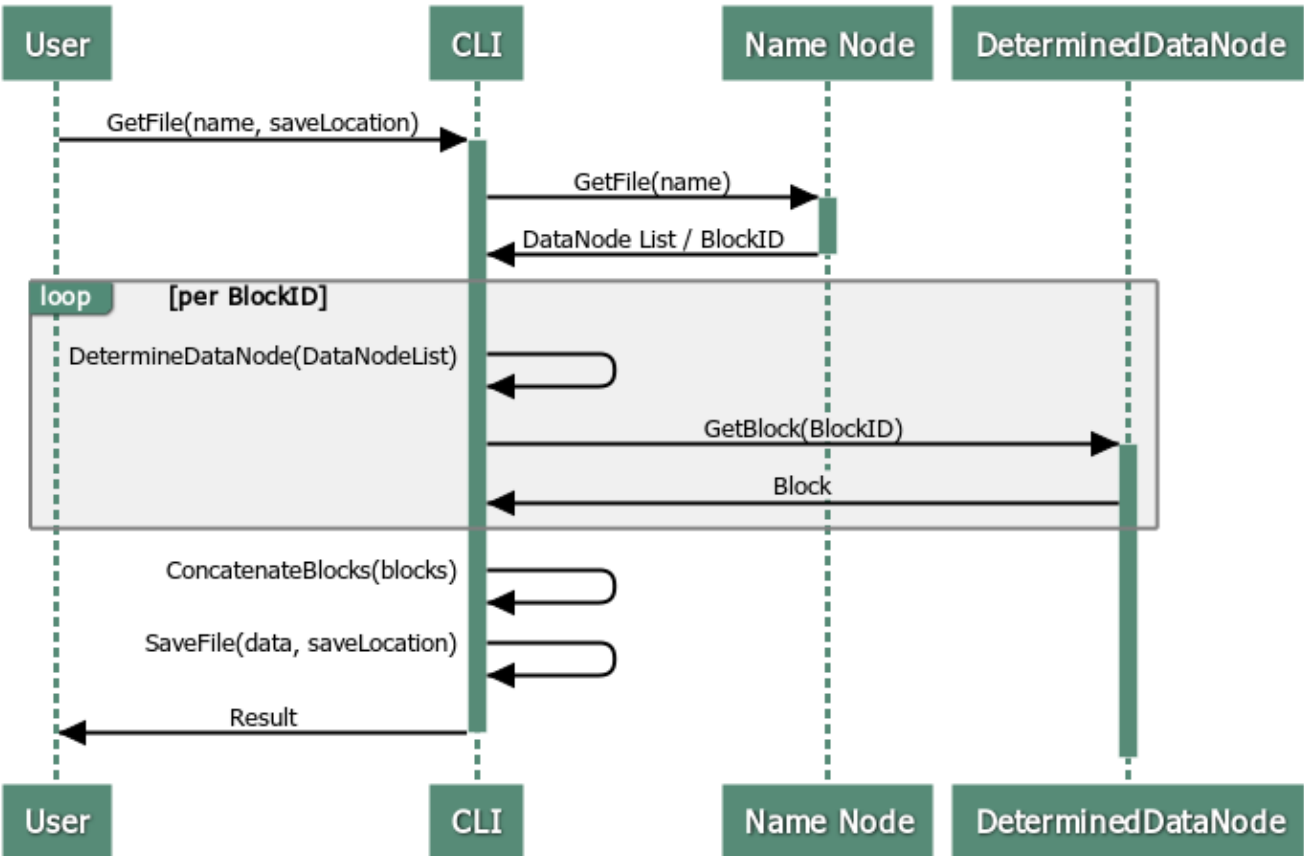 User
CLI
Name Node
DeterminedDataNode
GetFile(name, saveLocation)
GetFile(name)
DataNode List / BlockID
loop
[per BlockID]
DetermineDataNode(DataNodeList)
GetBlock(BlockID)
Block
ConcatenateBlocks(blocks)
SaveFile(data, saveLocation)
Result
User
CLI
Name Node
DeterminedDataNode